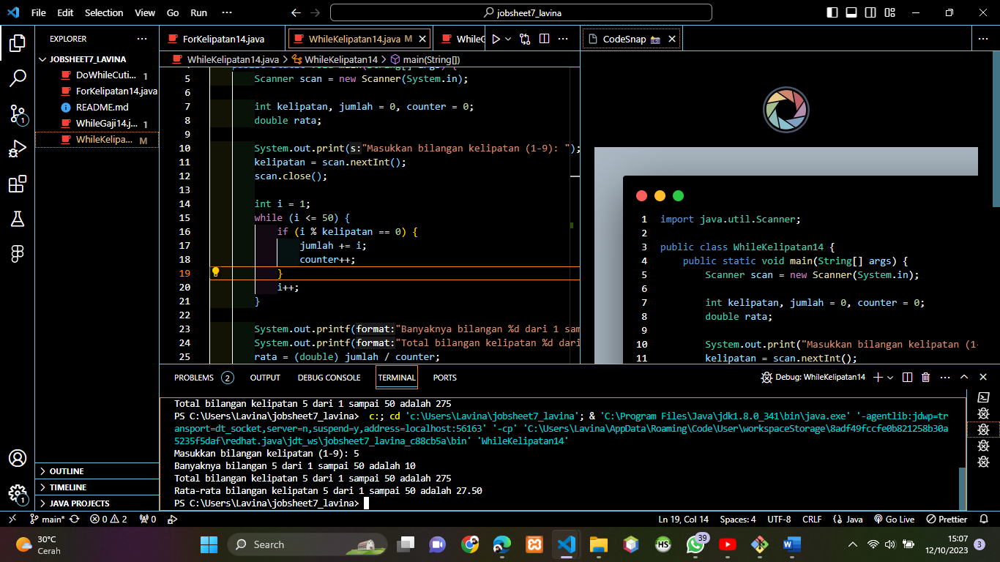 File Edit Selection View Go Run ··· jobsheet7_lavina
EXPLORER ···
JOBSHEET7_LAVINA
DoWhileCuti... 1
ForKelipatan14.java
README.md
WhileGaji14.j... 1
WhileKelipa... M
OUTLINE
TIMELINE
JAVA PROJECTS
ForKelipatan14.java WhileKelipatan14.java M WhileG
WhileKelipatan14.java > WhileKelipatan14 > main(String[])
5 Scanner scan = new Scanner(System.in);
6
7 int kelipatan, jumlah = 0, counter = 0;
8 double rata;
9
10 System.out.print(s:"Masukkan bilangan kelipatan (1-9): ");
11 kelipatan = scan.nextInt();
12 scan.close();
13
14 int i = 1;
15 while (i <= 50) {
16 if (i % kelipatan == 0) {
17 jumlah += i;
18 counter++;
19 }
20 i++;
21 }
22
23 System.out.printf(format:"Banyaknya bilangan %d dari 1 sam
24 System.out.printf(format:"Total bilangan kelipatan %d dari
25 rata = (double) jumlah / counter;
CodeSnap 📸
1 import java.util.Scanner;
2
3 public class WhileKelipatan14 {
4 public static void main(String[] args) {
5 Scanner scan = new Scanner(System.in);
6
7 int kelipatan, jumlah = 0, counter = 0;
8 double rata;
9
10 System.out.print("Masukkan bilangan kelipatan (1-
11 kelipatan = scan.nextInt();
PROBLEMS 2 OUTPUT DEBUG CONSOLE TERMINAL PORTS Debug: WhileKelipatan14
Total bilangan kelipatan 5 dari 1 sampai 50 adalah 275
PS C:\Users\Lavina\jobsheet7_lavina> c:; cd 'c:\Users\Lavina\jobsheet7_lavina'; & 'C:\Program Files\Java\jdk1.8.0_341\bin\java.exe' '-agentlib:jdwp=tr
ansport=dt_socket,server=n,suspend=y,address=localhost:56163' '-cp' 'C:\Users\Lavina\AppData\Roaming\Code\User\workspaceStorage\8adf49fccfe0b821258b30a
5235f5daf\redhat.java\jdt_ws\jobsheet7_lavina_c88cb5a\bin' 'WhileKelipatan14'
Masukkan bilangan kelipatan (1-9): 5
Banyaknya bilangan 5 dari 1 sampai 50 adalah 10
Total bilangan kelipatan 5 dari 1 sampai 50 adalah 275
Rata-rata bilangan kelipatan 5 dari 1 sampai 50 adalah 27.50
PS C:\Users\Lavina\jobsheet7_lavina>
main* 0 2 0 Ln 19, Col 14 Spaces: 4 UTF-8 CRLF {} Java Go Live Prettier
30°C
Cerah
Search
HS
39
15:07
12/10/2023
3